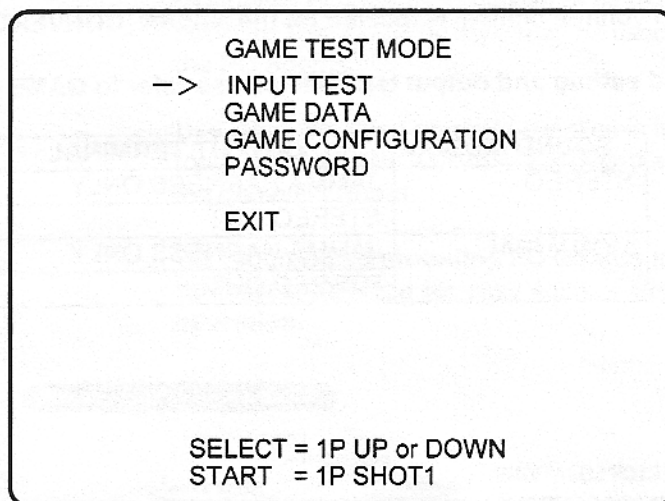 GAME TEST MODE
—> INPUT TEST
GAME DATA
GAME CONFIGURATION
PASSWORD
EXIT
SELECT = 1P UP or DOWN
START = 1P SHOT1